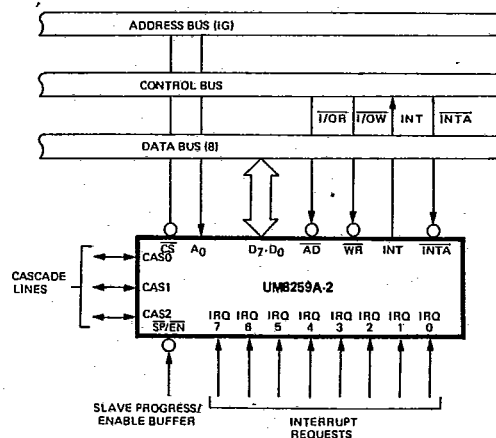 ADDRESS BUS (IG)
CONTROL BUS
I/OR I/OW INT INTA
DATA BUS (8)
CS A0 D7-D0 AD WR INT INTA
CAS0
CASCADE
LINES
CAS1
UM8259A-2
CAS2
SP/EN
IRQ IRQ IRQ IRQ IRQ IRQ IRQ IRQ
7 6 5 4 3 2 1 0
SLAVE PROGRESS/
ENABLE BUFFER
INTERRUPT
REQUESTS